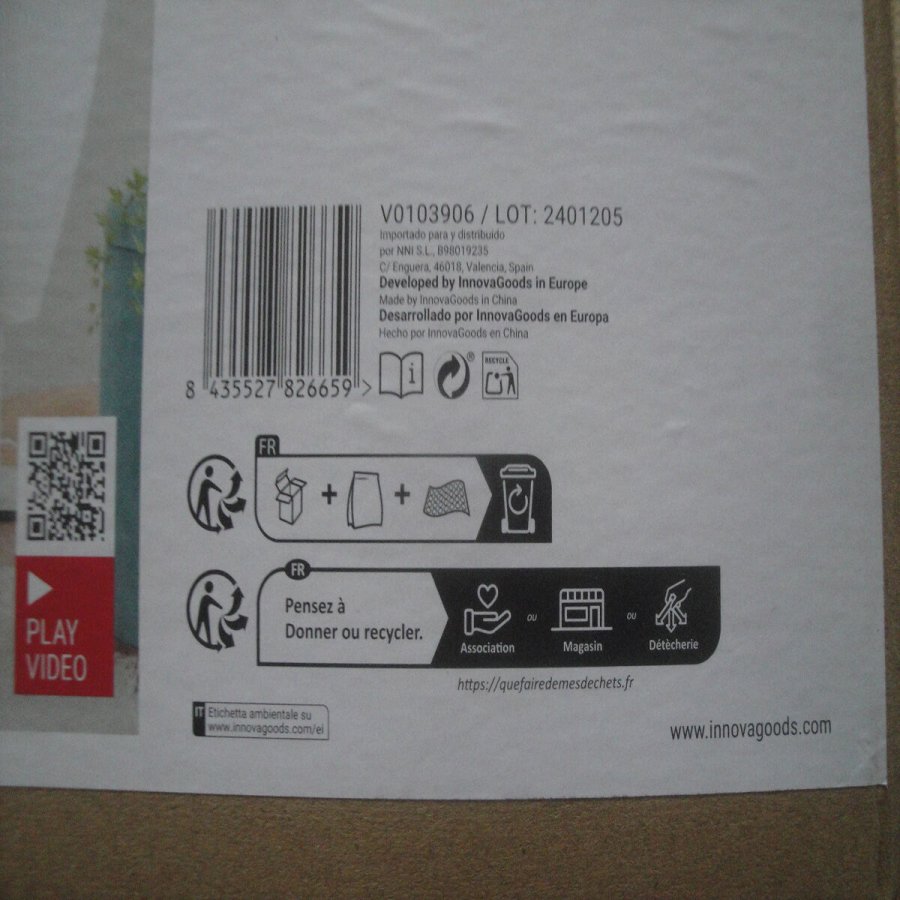 V0103906 / LOT: 2401205
Importado para y distribuido
por NNI S.L., B98019235
C/ Enguera, 46018, Valencia, Spain
Developed by InnovaGoods in Europe
Made by InnovaGoods in China
Desarrollado por InnovaGoods en Europa
Hecho por InnovaGoods en China
8 435527 826659 >
i ® RECYCLE
FR
FR
Pensez à
Donner ou recycler.
Association ou Magasin ou Détècherie
https://quefairedemesdechets.fr
PLAY
VIDEO
IT Etichetta ambientale su
www.innovagoods.com/ei
www.innovagoods.com